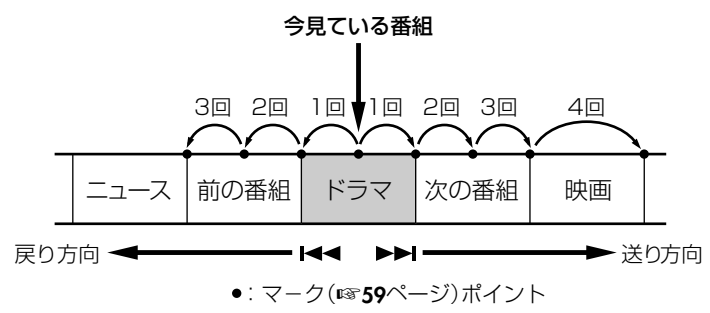 今見ている番組
3回 2回 1回 1回 2回 3回 4回
ニュース 前の番組 ドラマ 次の番組 映画
戻り方向 送り方向
●：マーク(☞59ページ)ポイント